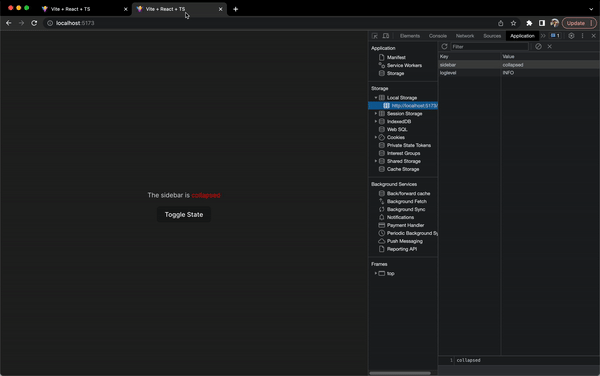 Vite + React + TS
Vite + React + TS
localhost:5173
Update
The sidebar is collapsed
Toggle State
Elements
Console
Network
Sources
Application
1
Application
Manifest
Service Workers
Storage
Storage
Local Storage
http://localhost:5173/
Session Storage
IndexedDB
Web SQL
Cookies
Private State Tokens
Interest Groups
Shared Storage
Cache Storage
Background Services
Back/forward cache
Background Fetch
Background Sync
Notifications
Payment Handler
Periodic Background Sy
Push Messaging
Reporting API
Frames
top
Filter
Key Value
sidebar collapsed
loglevel INFO
1 collapsed